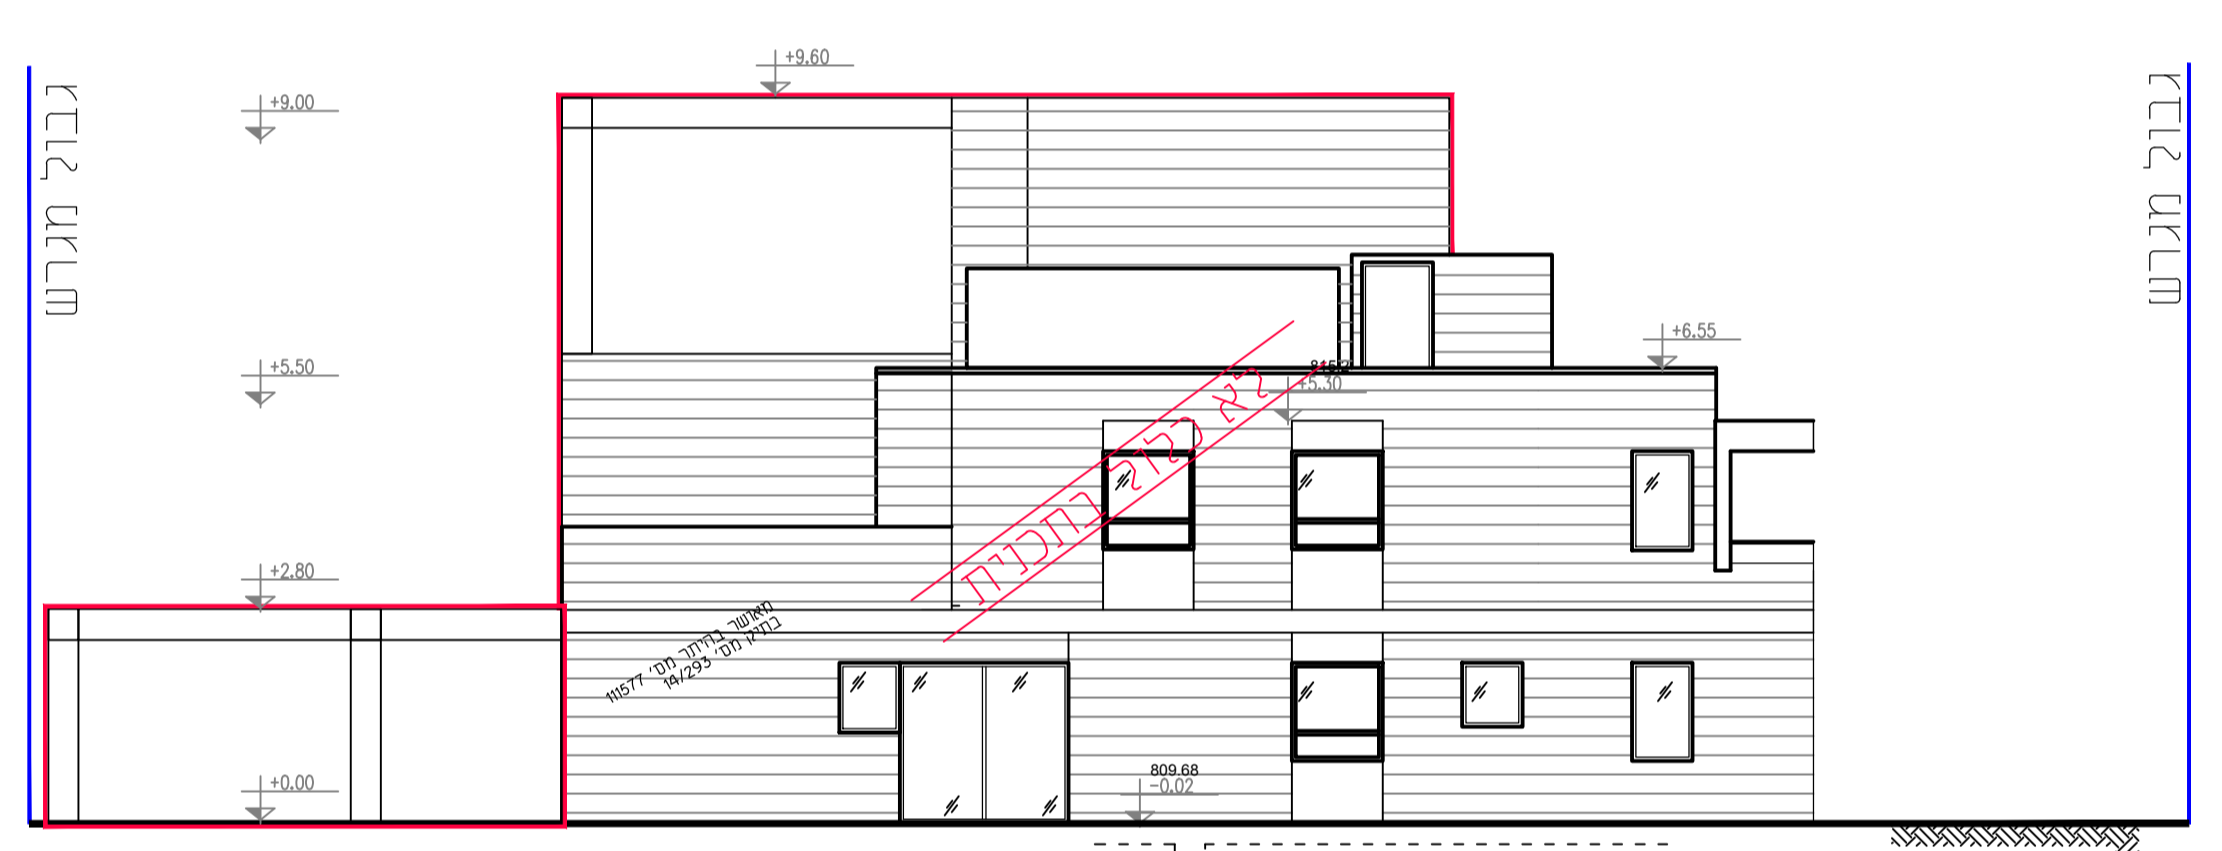 +9.60
+9.00
גבול מגרש
גבול מגרש
+6.55
+5.50
+5.30
לא כלול בתכנית
+2.80
מאושר בהיתר מס' 111577
בתיק מס' 14/293
809.68
-0.02
+0.00